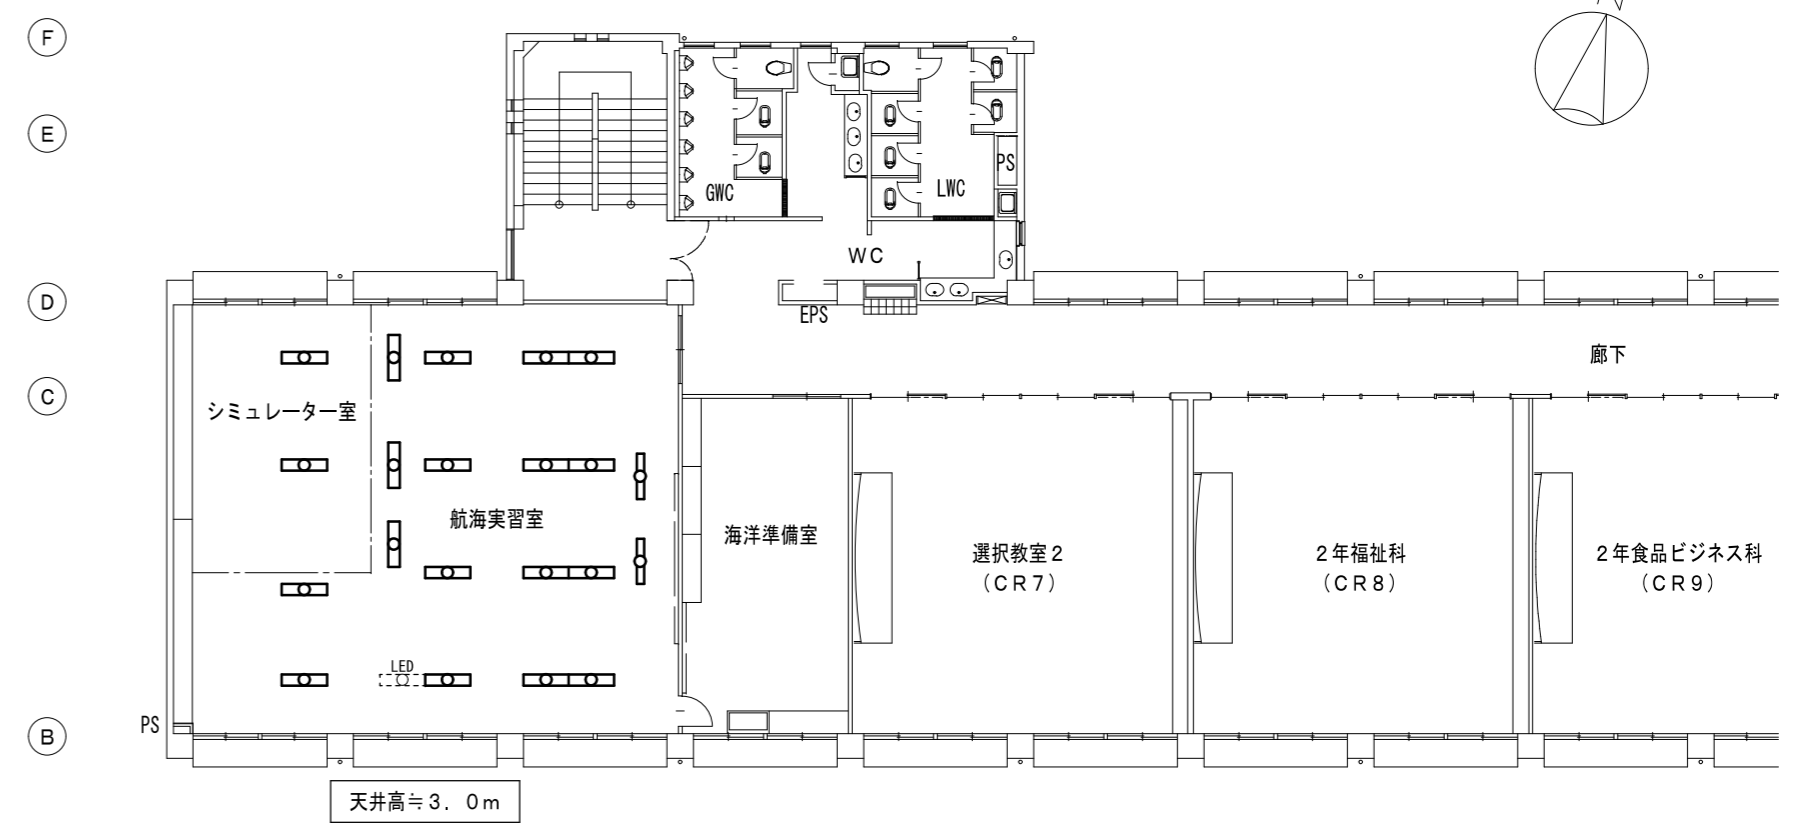 N
F
E
PS
GWC
LWC
WC
D
EPS
廊下
C
シミュレーター室
航海実習室
海洋準備室
選択教室2
(CR7)
2年福祉科
(CR8)
2年食品ビジネス科
(CR9)
LED
PS
B
天井高≒3.0m